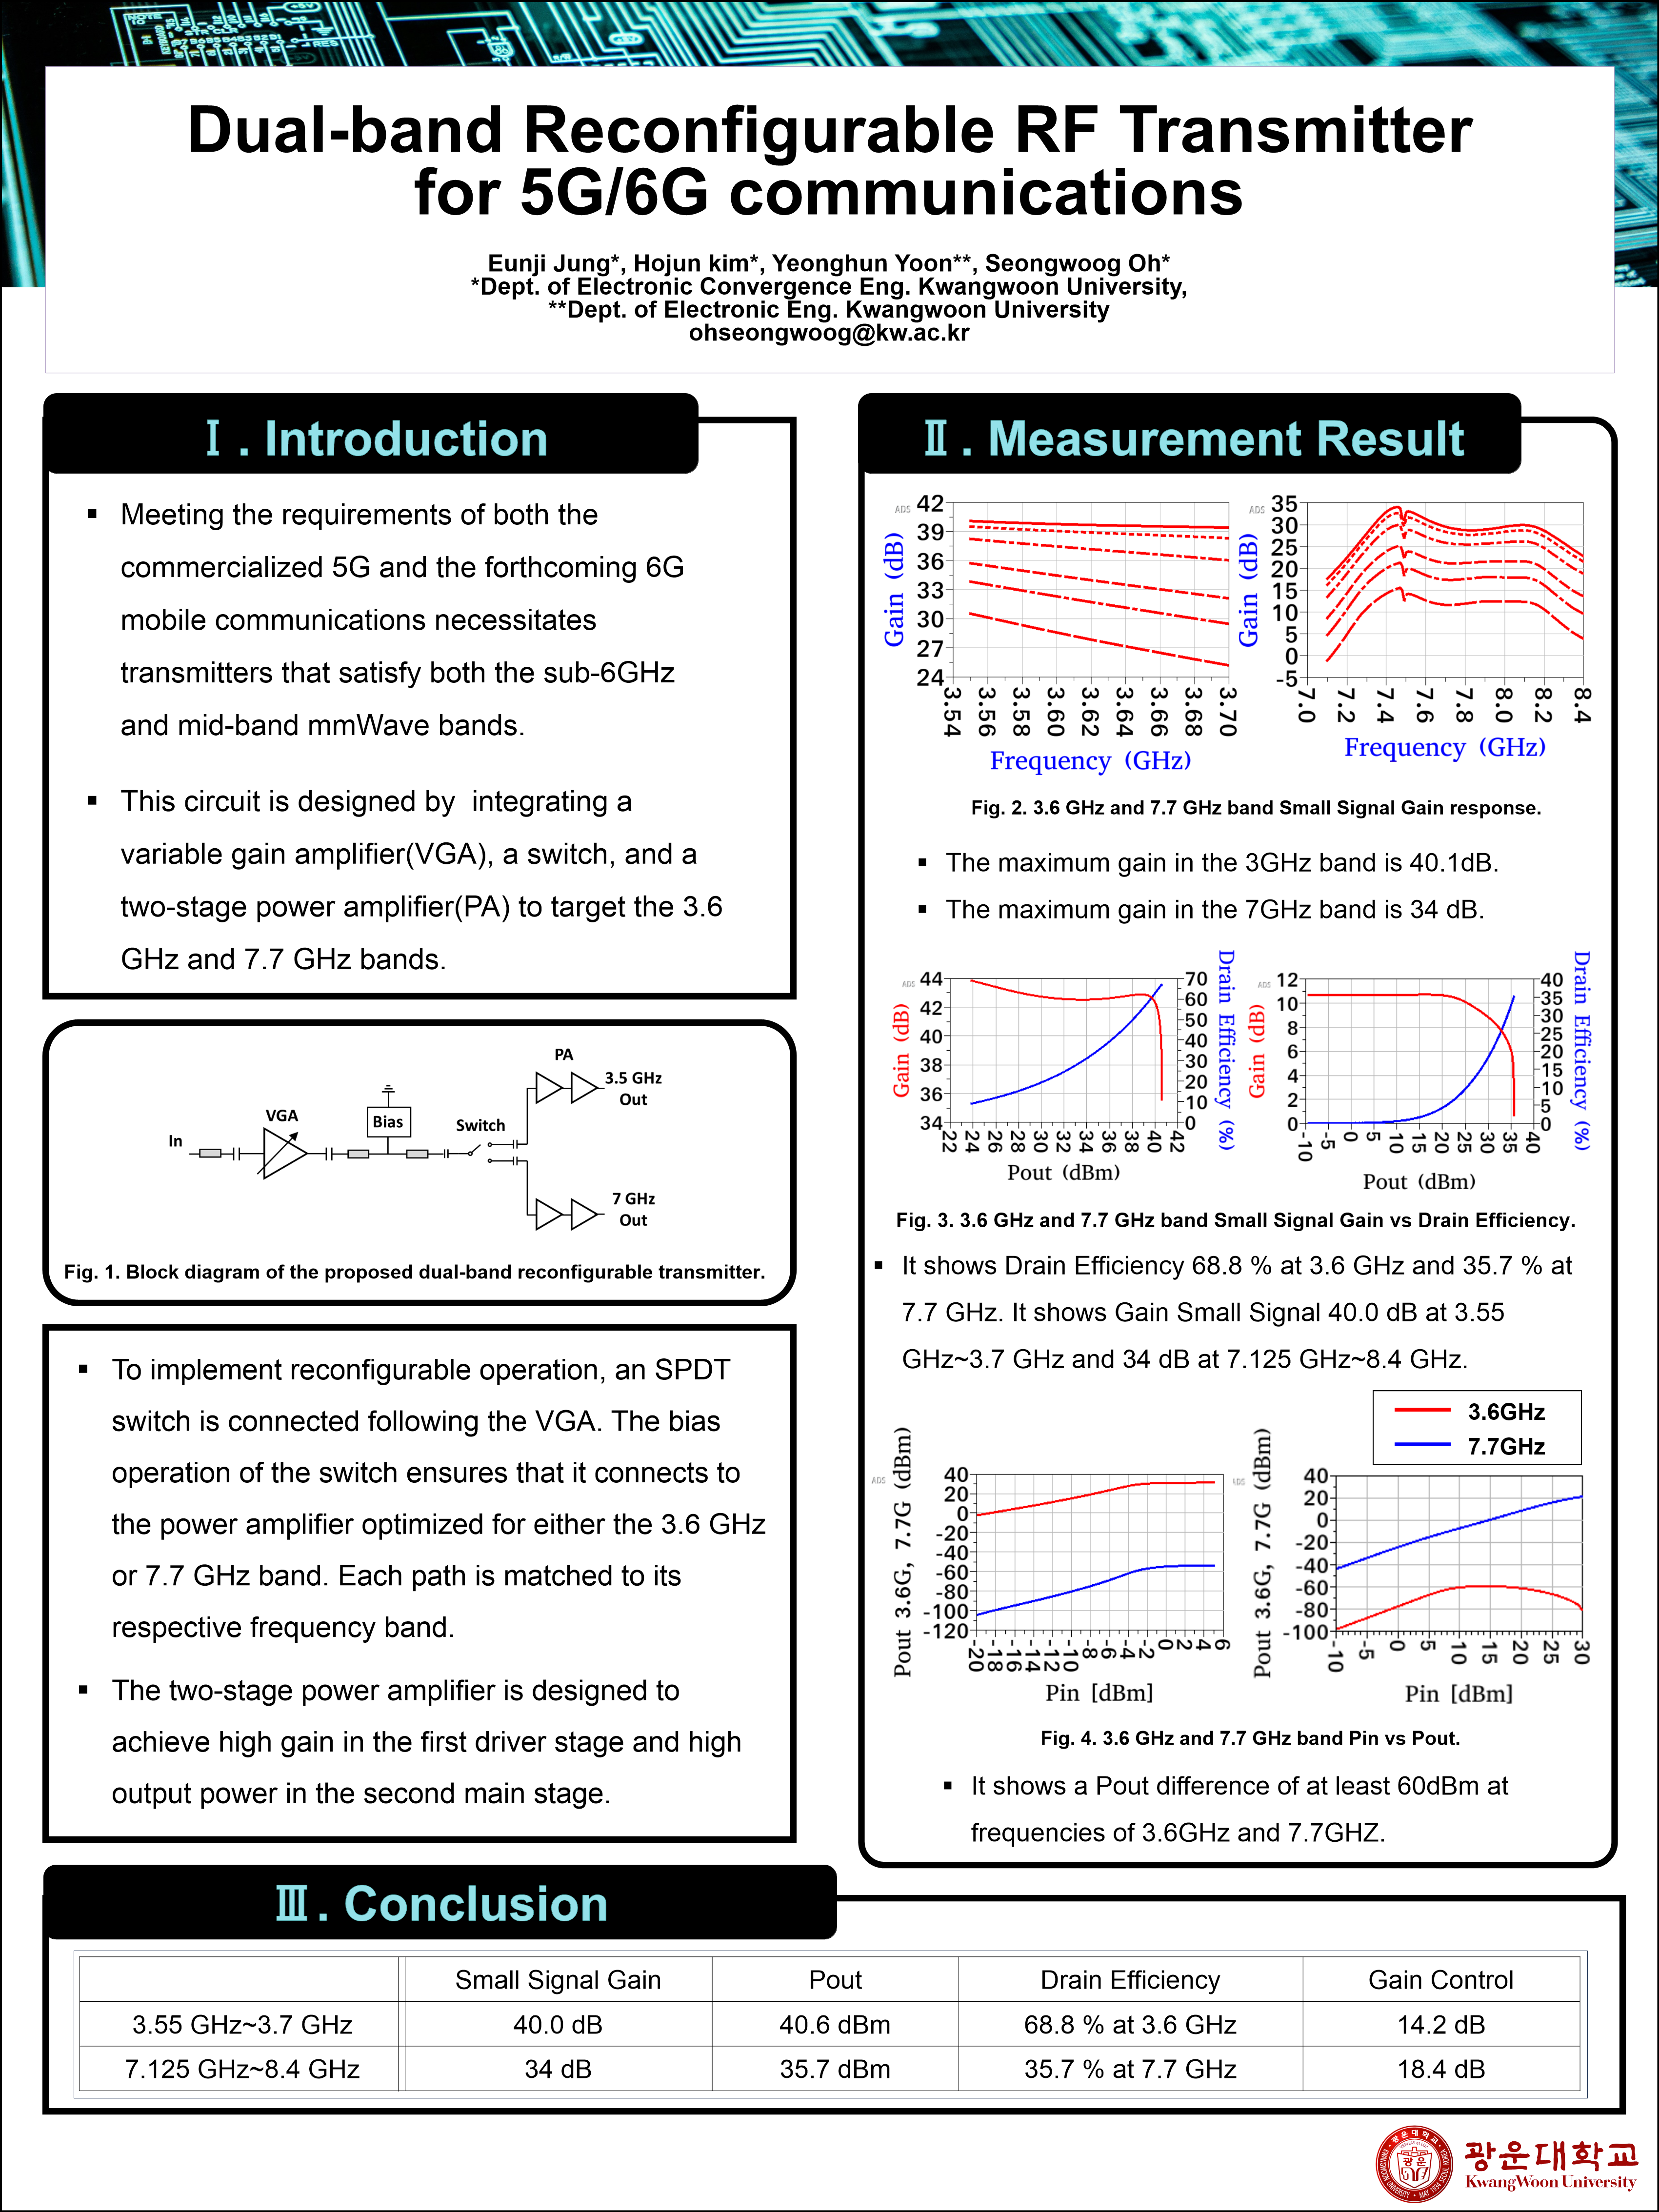 Dual-band Reconfigurable RF Transmitter
for 5G/6G communications
Eunji Jung*, Hojun kim*, Yeonghun Yoon**, Seongwoog Oh*
*Dept. of Electronic Convergence Eng. Kwangwoon University,
**Dept. of Electronic Eng. Kwangwoon University
ohseongwoog@kw.ac.kr
Ⅰ. Introduction
▪ Meeting the requirements of both the
commercialized 5G and the forthcoming 6G
mobile communications necessitates
transmitters that satisfy both the sub-6GHz
and mid-band mmWave bands.
▪ This circuit is designed by  integrating a
variable gain amplifier(VGA), a switch, and a
two-stage power amplifier(PA) to target the 3.6
GHz and 7.7 GHz bands.
In
VGA
Bias
Switch
PA
3.5 GHz
Out
7 GHz
Out
Fig. 1. Block diagram of the proposed dual-band reconfigurable transmitter.
▪ To implement reconfigurable operation, an SPDT
switch is connected following the VGA. The bias
operation of the switch ensures that it connects to
the power amplifier optimized for either the 3.6 GHz
or 7.7 GHz band. Each path is matched to its
respective frequency band.
▪ The two-stage power amplifier is designed to
achieve high gain in the first driver stage and high
output power in the second main stage.
Ⅱ. Measurement Result
ADS
Gain (dB)
42
39
36
33
30
27
24
3.54 3.56 3.58 3.60 3.62 3.64 3.66 3.68 3.70
Frequency (GHz)
ADS
Gain (dB)
35
30
25
20
15
10
5
0
-5
7.0 7.2 7.4 7.6 7.8 8.0 8.2 8.4
Frequency (GHz)
Fig. 2. 3.6 GHz and 7.7 GHz band Small Signal Gain response.
▪ The maximum gain in the 3GHz band is 40.1dB.
▪ The maximum gain in the 7GHz band is 34 dB.
ADS
Gain (dB)
44
42
40
38
36
34
22 24 26 28 30 32 34 36 38 40 42
Pout (dBm)
70
60
50
40
30
20
10
0
Drain Efficiency (%)
ADS
Gain (dB)
12
10
8
6
4
2
0
-10 -5 0 5 10 15 20 25 30 35 40
Pout (dBm)
40
35
30
25
20
15
10
5
0
Drain Efficiency (%)
Fig. 3. 3.6 GHz and 7.7 GHz band Small Signal Gain vs Drain Efficiency.
▪ It shows Drain Efficiency 68.8 % at 3.6 GHz and 35.7 % at
7.7 GHz. It shows Gain Small Signal 40.0 dB at 3.55
GHz~3.7 GHz and 34 dB at 7.125 GHz~8.4 GHz.
3.6GHz
7.7GHz
ADS
Pout 3.6G, 7.7G (dBm)
40
20
0
-20
-40
-60
-80
-100
-120
-20 -18 -16 -14 -12 -10 -8 -6 -4 -2 0 2 4 6
Pin [dBm]
ADS
Pout 3.6G, 7.7G (dBm)
40
20
0
-20
-40
-60
-80
-100
-10 -5 0 5 10 15 20 25 30
Pin [dBm]
Fig. 4. 3.6 GHz and 7.7 GHz band Pin vs Pout.
▪ It shows a Pout difference of at least 60dBm at
frequencies of 3.6GHz and 7.7GHZ.
Ⅲ. Conclusion
Small Signal Gain Pout Drain Efficiency Gain Control
3.55 GHz~3.7 GHz 40.0 dB 40.6 dBm 68.8 % at 3.6 GHz 14.2 dB
7.125 GHz~8.4 GHz 34 dB 35.7 dBm 35.7 % at 7.7 GHz 18.4 dB
광운대학교
KwangWoon University